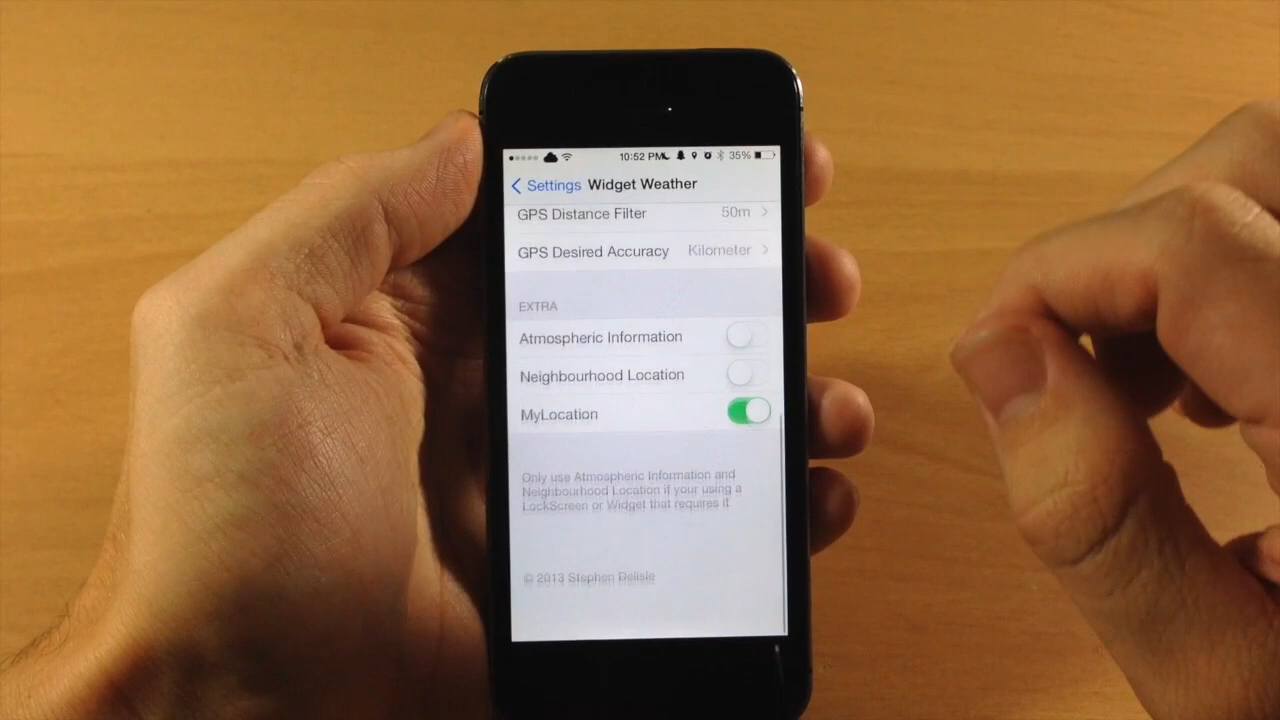 10:52 PM 35%
Settings Widget Weather
GPS Distance Filter 50m
GPS Desired Accuracy Kilometer
EXTRA
Atmospheric Information
Neighbourhood Location
MyLocation
Only use Atmospheric Information and
Neighbourhood Location if your using a
LockScreen or Widget that requires it
© 2013 Stephen Delisle